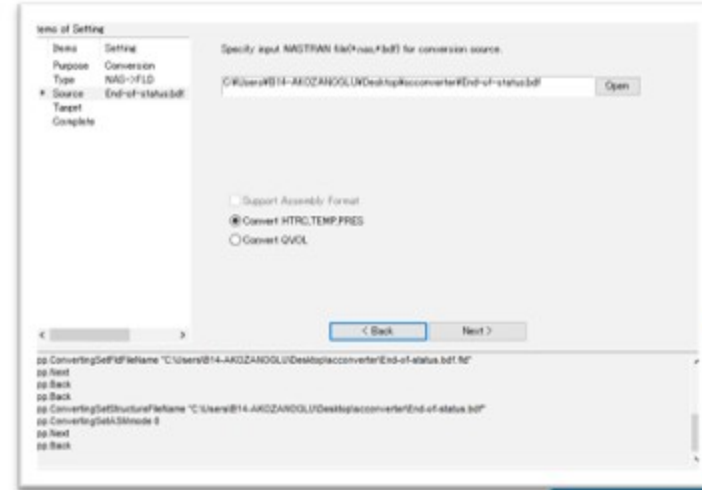 Items of Setting
Items Setting
Purpose Conversion
Type NAS->FLD
Source End-of-status.bdf
Target
Complete
Specify input NASTRAN file(*.nas,*.bdf) for conversion source.
C:¥Users¥B14-AKOZANOGLU¥Desktop¥acconverter¥End-of-status.bdf
Open
Support Assembly Format
Convert HTRC,TEMP,PRES
Convert QVOL
< Back
Next >
pp.ConvertingSetFldFileName "C:\Users\B14-AKOZANOGLU\Desktop\acconverter\End-of-status.bdf.fld"
pp.Next
pp.Back
pp.Back
pp.ConvertingSetStructureFileName "C:\Users\B14-AKOZANOGLU\Desktop\acconverter\End-of-status.bdf"
pp.ConvertingSetASMmode 0
pp.Next
pp.Back